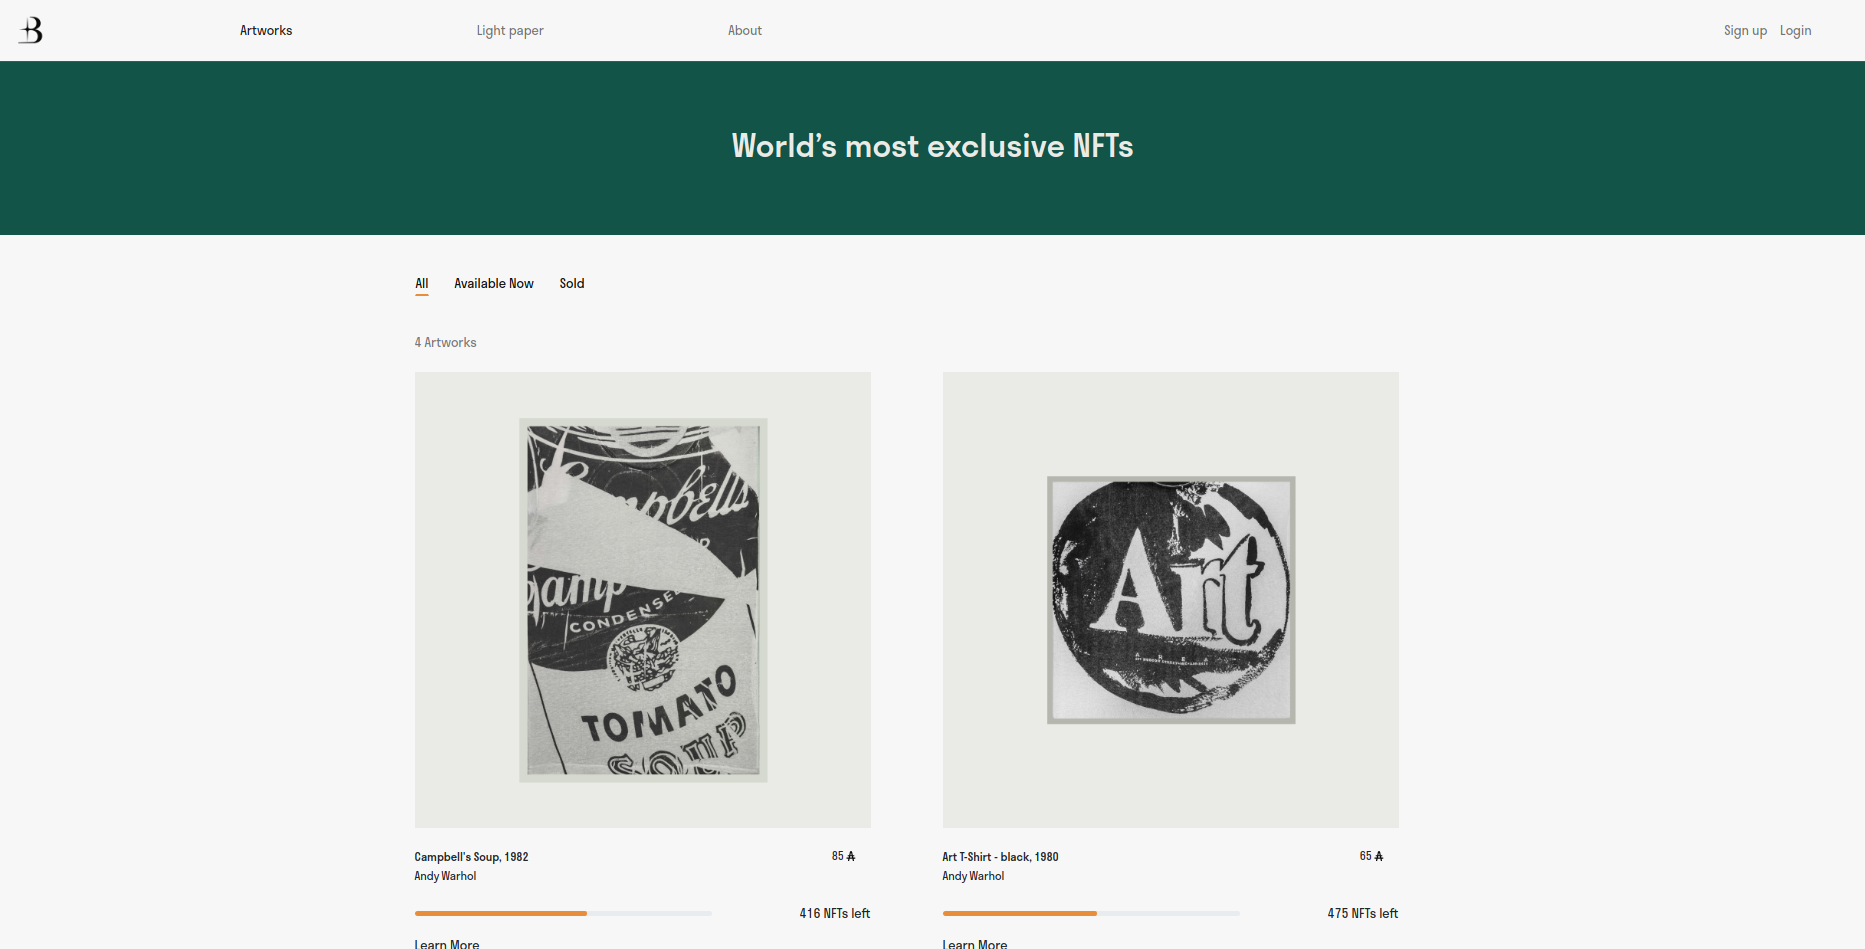 B
Artworks Light paper About Sign up Login
World's most exclusive NFTs
All Available Now Sold
4 Artworks
Campbell's
Camp
CONDENSED
TOMATO
SOUP
Art
A R E A
Campbell's Soup, 1982 85 ₳
Andy Warhol
416 NFTs left
Learn More
Art T-Shirt - black, 1980 65 ₳
Andy Warhol
475 NFTs left
Learn More